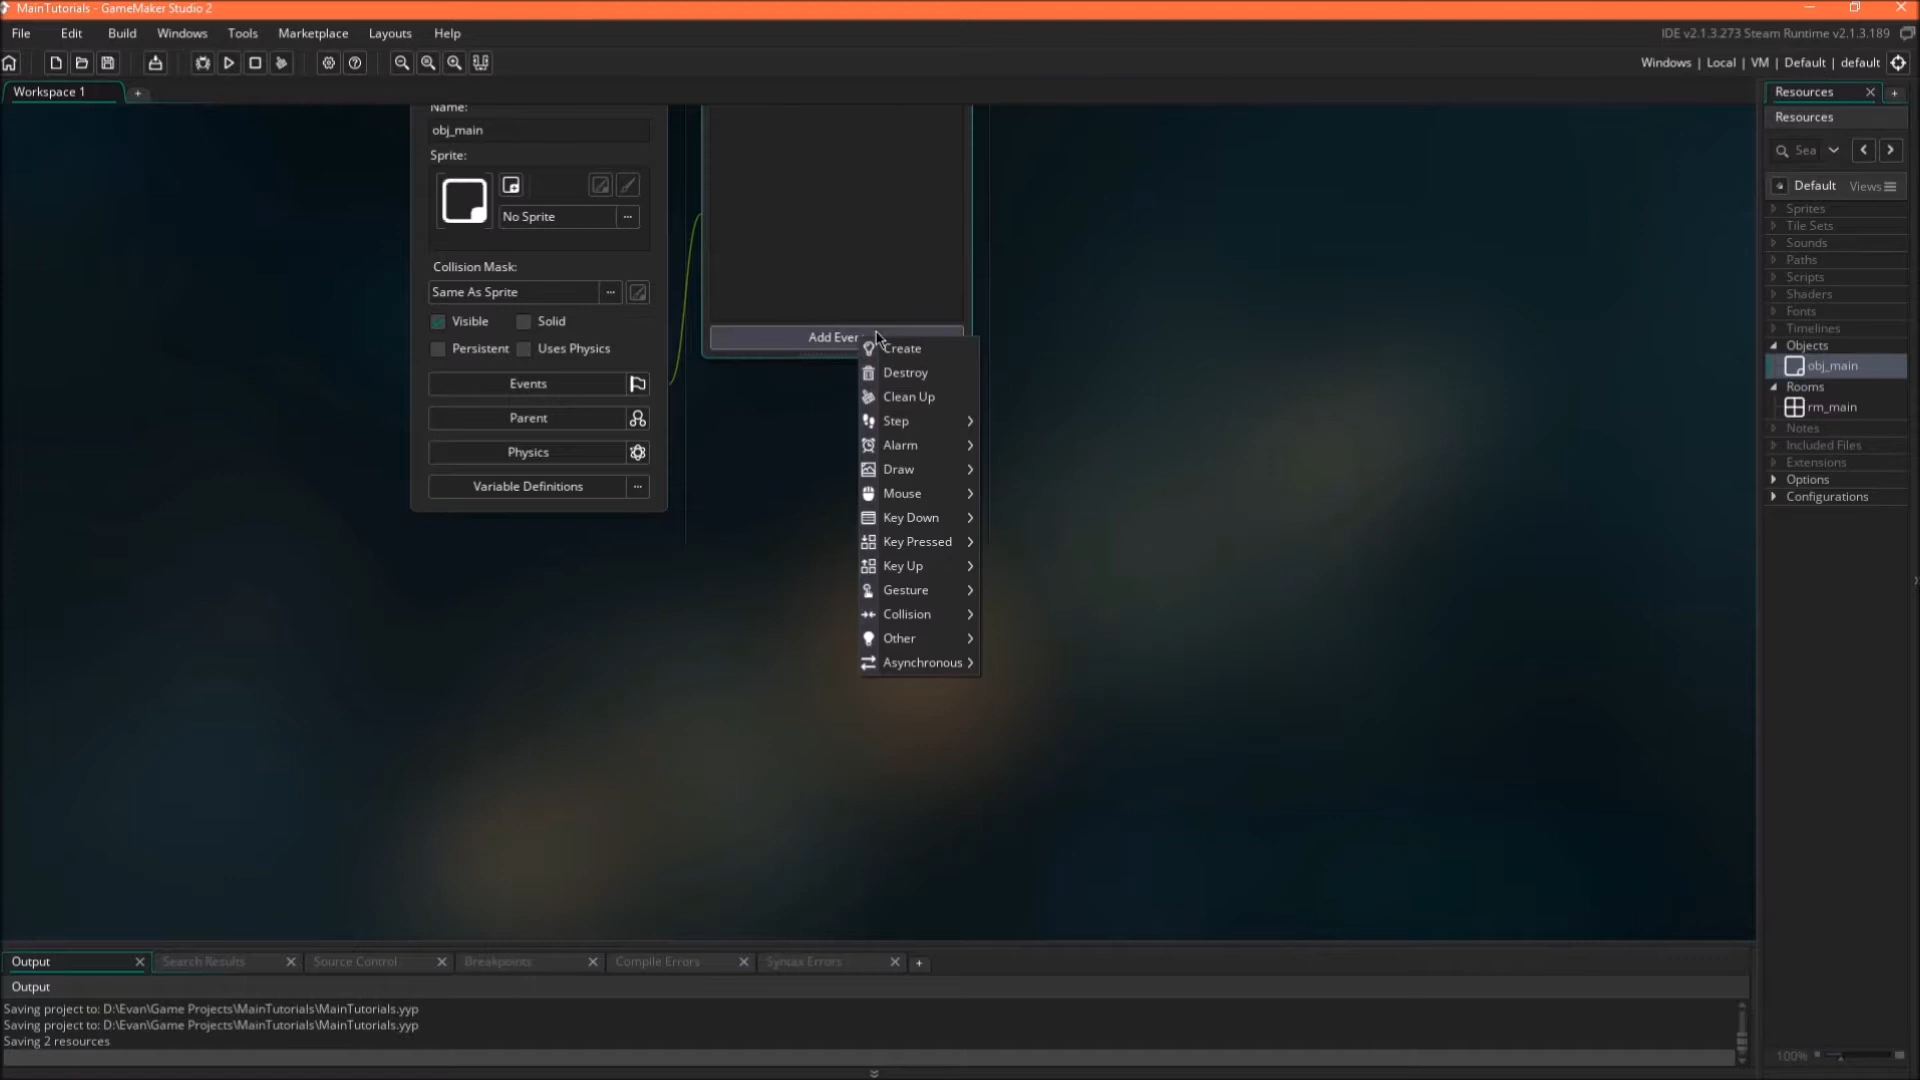 MainTutorials - GameMaker Studio 2
File Edit Build Windows Tools Marketplace Layouts Help
IDE v2.1.3.273 Steam Runtime v2.1.3.189
Windows | Local | VM | Default | default
Workspace 1
Resources
Resources
Sea
Default Views
Sprites
Tile Sets
Sounds
Paths
Scripts
Shaders
Fonts
Timelines
Objects
obj_main
Rooms
rm_main
Notes
Included Files
Extensions
Options
Configurations
Name:
obj_main
Sprite:
No Sprite
Collision Mask:
Same As Sprite
Visible Solid
Persistent Uses Physics
Events
Parent
Physics
Variable Definitions
Add Ever
Create
Destroy
Clean Up
Step
Alarm
Draw
Mouse
Key Down
Key Pressed
Key Up
Gesture
Collision
Other
Asynchronous
Output Search Results Source Control Breakpoints Compile Errors Syntax Errors
Output
Saving project to: D:\Evan\Game Projects\MainTutorials\MainTutorials.yyp
Saving project to: D:\Evan\Game Projects\MainTutorials\MainTutorials.yyp
Saving 2 resources
100%